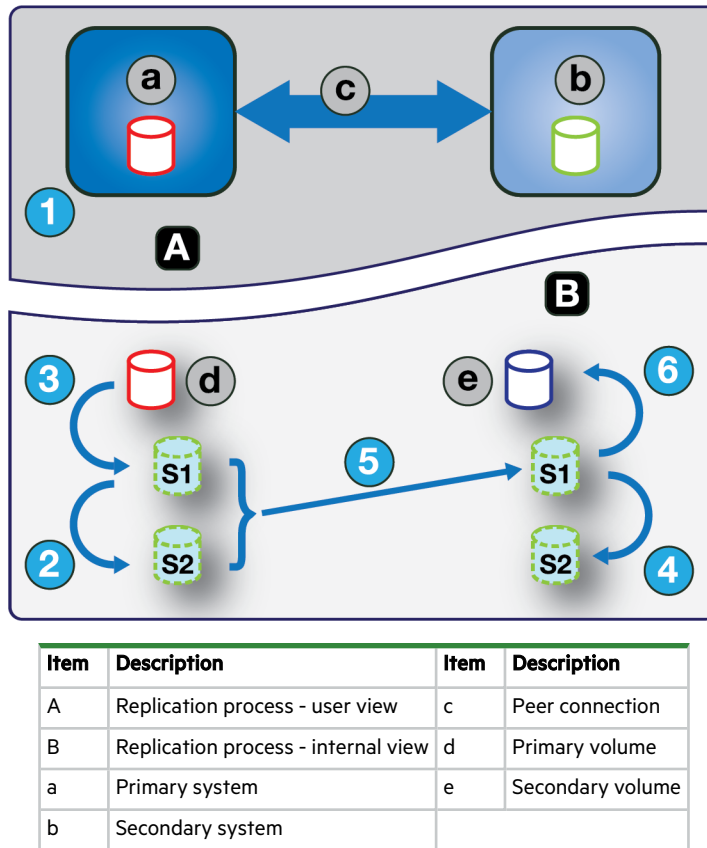 a
c
b
1
A
B
3
d
e
6
S1
5
S1
2
S2
S2
4
Item Description Item Description
A Replication process - user view c Peer connection
B Replication process - internal view d Primary volume
a Primary system e Secondary volume
b Secondary system